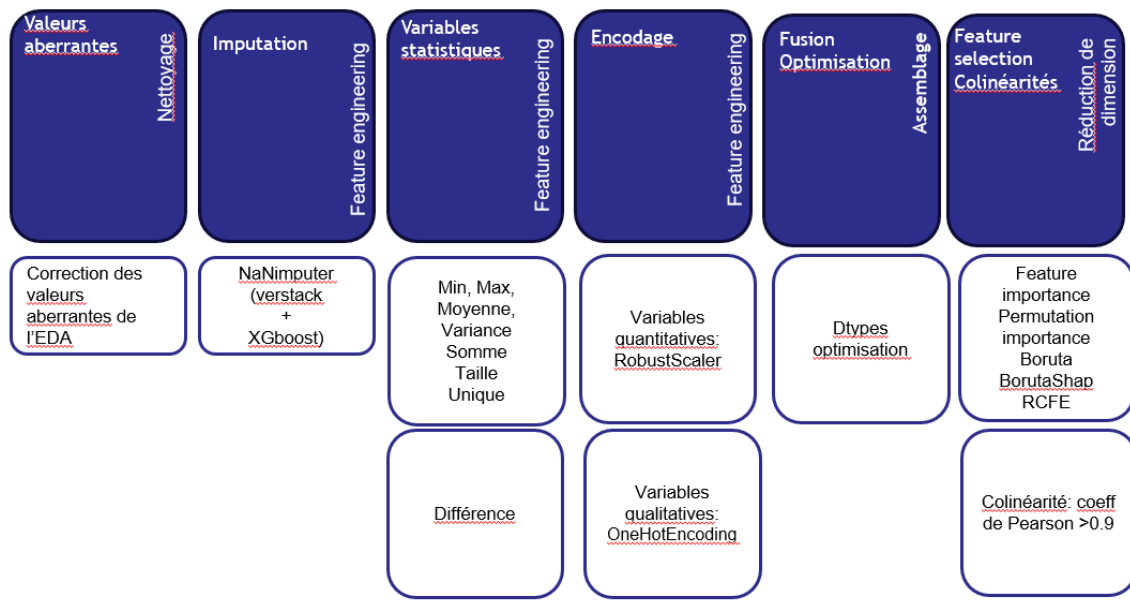 Valeurs
aberrantes
Nettoyage
Imputation
Feature engineering
Variables
statistiques
Feature engineering
Encodage
Feature engineering
Fusion
Optimisation
Assemblage
Feature
selection
Colinéarités
Réduction de
dimension
Correction des
valeurs
aberrantes de
l'EDA
NaNimputer
(verstack
+
XGboost)
Min, Max,
Moyenne,
Variance
Somme
Taille
Unique
Variables
quantitatives:
RobustScaler
Dtypes
optimisation
Feature
importance
Permutation
importance
Boruta
BorutaShap
RCFE
Différence
Variables
qualitatives:
OneHotEncoding
Colinéarité: coeff
de Pearson >0.9